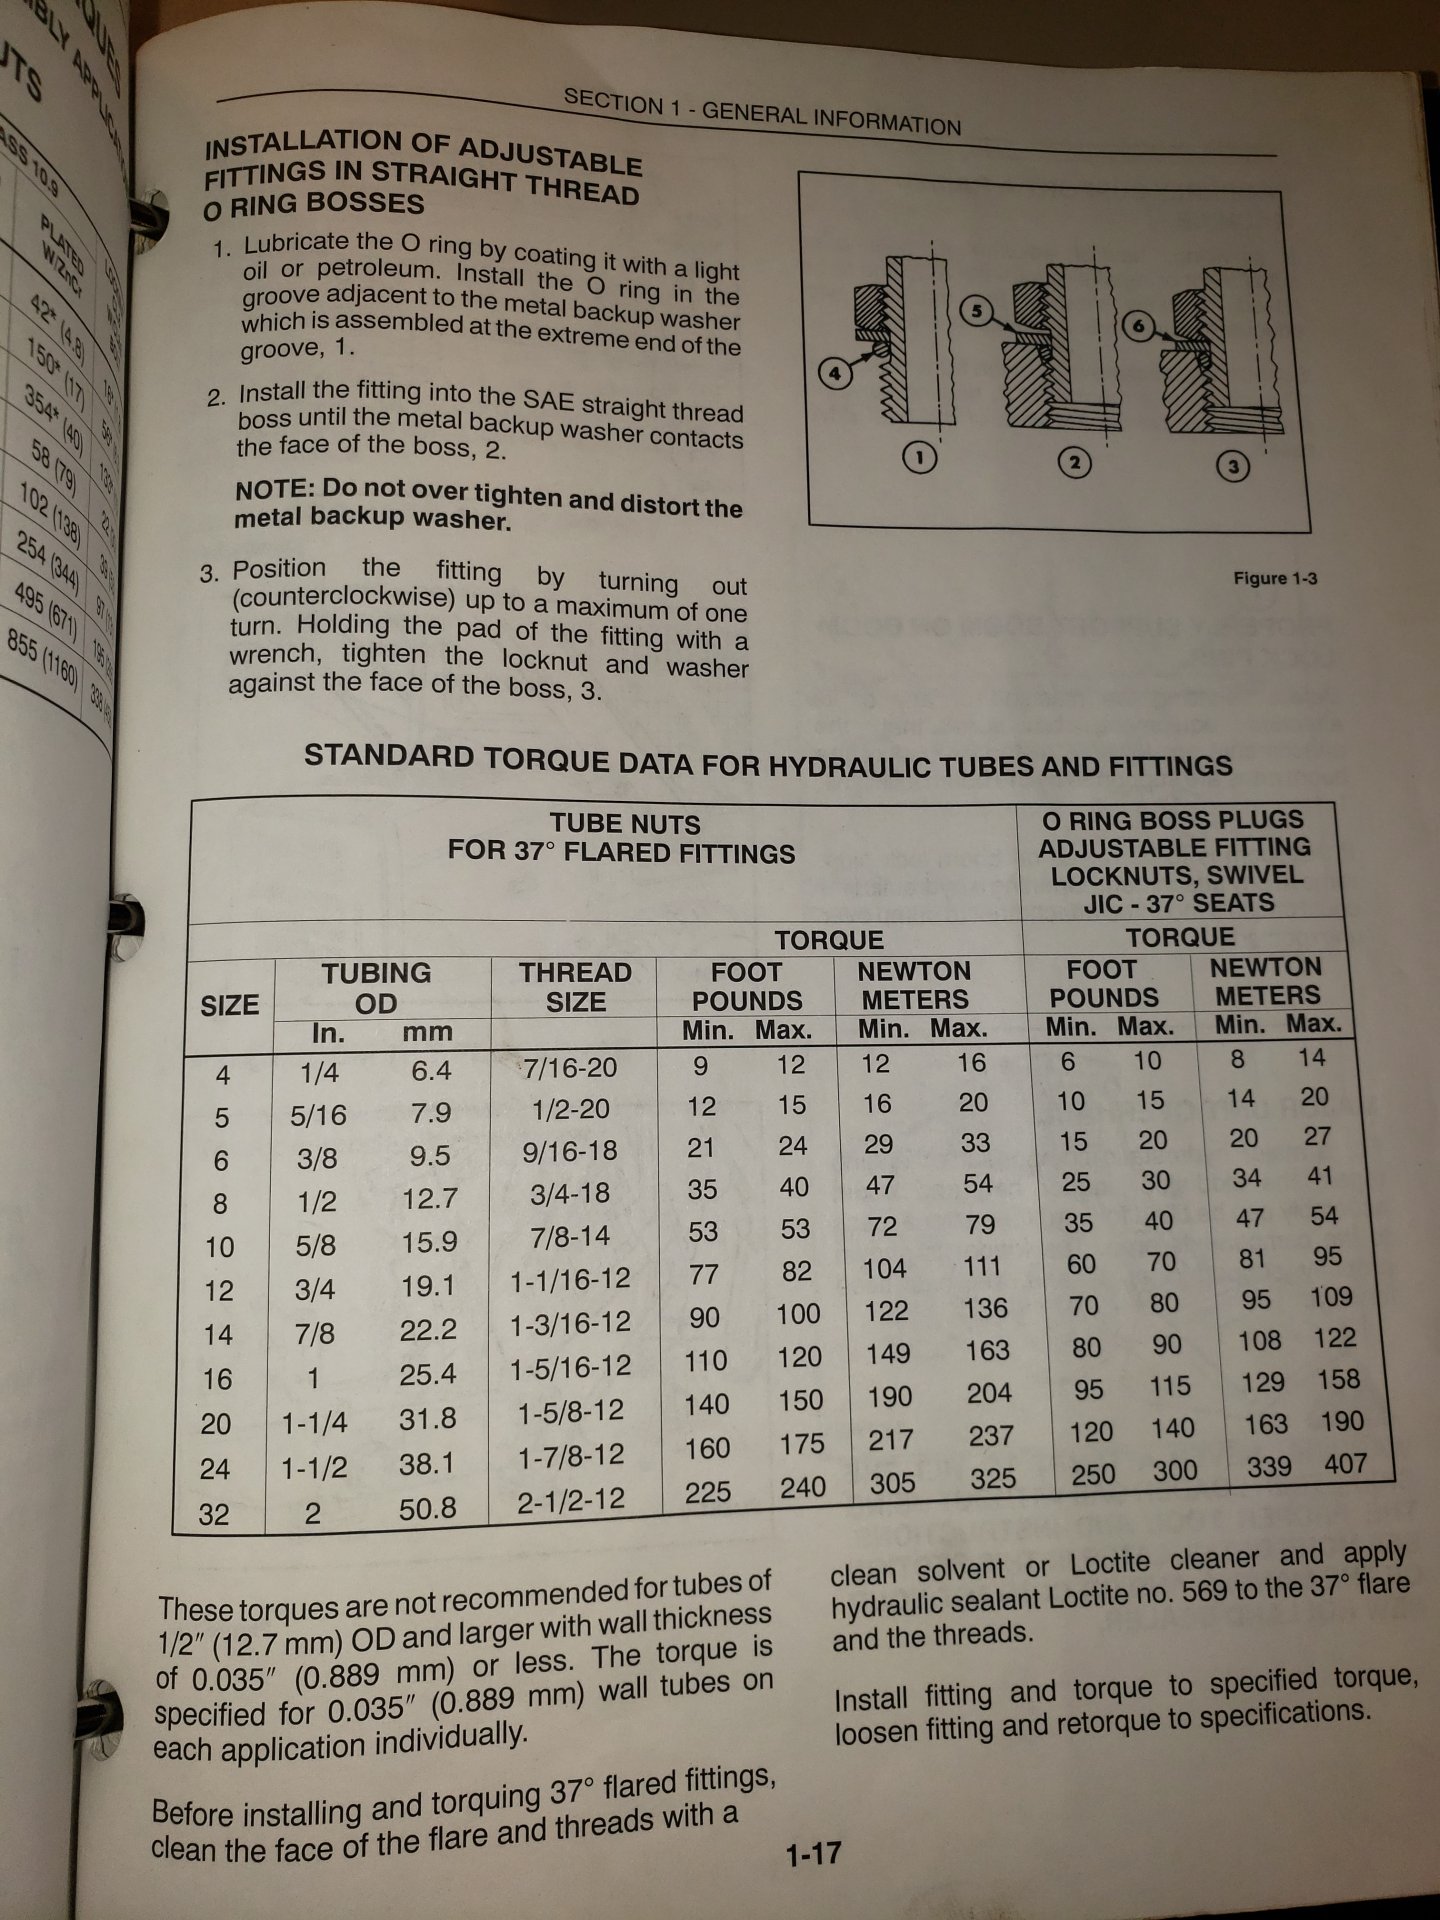 QUES
MBLY APPLICAT
UTS
ASS 10.9
PLATED
W/ZnCr
42* (4.8)
150* (17)
354* (40)
58 (79)
102 (138)
254 (344)
495 (671)
855 (1160)
SECTION 1 - GENERAL INFORMATION
INSTALLATION OF ADJUSTABLE
FITTINGS IN STRAIGHT THREAD
O RING BOSSES
1. Lubricate the O ring by coating it with a light
oil or petroleum. Install the O ring in the
groove adjacent to the metal backup washer
which is assembled at the extreme end of the
groove, 1.
2. Install the fitting into the SAE straight thread
boss until the metal backup washer contacts
the face of the boss, 2.
NOTE: Do not over tighten and distort the
metal backup washer.
3. Position the fitting by turning out
(counterclockwise) up to a maximum of one
turn. Holding the pad of the fitting with a
wrench, tighten the locknut and washer
against the face of the boss, 3.
4 5 6
1 2 3
Figure 1-3
STANDARD TORQUE DATA FOR HYDRAULIC TUBES AND FITTINGS
TUBE NUTS
FOR 37° FLARED FITTINGS
O RING BOSS PLUGS
ADJUSTABLE FITTING
LOCKNUTS, SWIVEL
JIC - 37° SEATS
TORQUE TORQUE
SIZE TUBING OD THREAD SIZE FOOT POUNDS NEWTON METERS FOOT POUNDS NEWTON METERS
In. mm Min. Max. Min. Max. Min. Max. Min. Max.
4 1/4 6.4 7/16-20 9 12 12 16 6 10 8 14
5 5/16 7.9 1/2-20 12 15 16 20 10 15 14 20
6 3/8 9.5 9/16-18 21 24 29 33 15 20 20 27
8 1/2 12.7 3/4-18 35 40 47 54 25 30 34 41
10 5/8 15.9 7/8-14 53 53 72 79 35 40 47 54
12 3/4 19.1 1-1/16-12 77 82 104 111 60 70 81 95
14 7/8 22.2 1-3/16-12 90 100 122 136 70 80 95 109
16 1 25.4 1-5/16-12 110 120 149 163 80 90 108 122
20 1-1/4 31.8 1-5/8-12 140 150 190 204 95 115 129 158
24 1-1/2 38.1 1-7/8-12 160 175 217 237 120 140 163 190
32 2 50.8 2-1/2-12 225 240 305 325 250 300 339 407
These torques are not recommended for tubes of
1/2″ (12.7 mm) OD and larger with wall thickness
of 0.035″ (0.889 mm) or less. The torque is
specified for 0.035″ (0.889 mm) wall tubes on
each application individually.
Before installing and torquing 37° flared fittings,
clean the face of the flare and threads with a
clean solvent or Loctite cleaner and apply
hydraulic sealant Loctite no. 569 to the 37° flare
and the threads.
Install fitting and torque to specified torque,
loosen fitting and retorque to specifications.
1-17